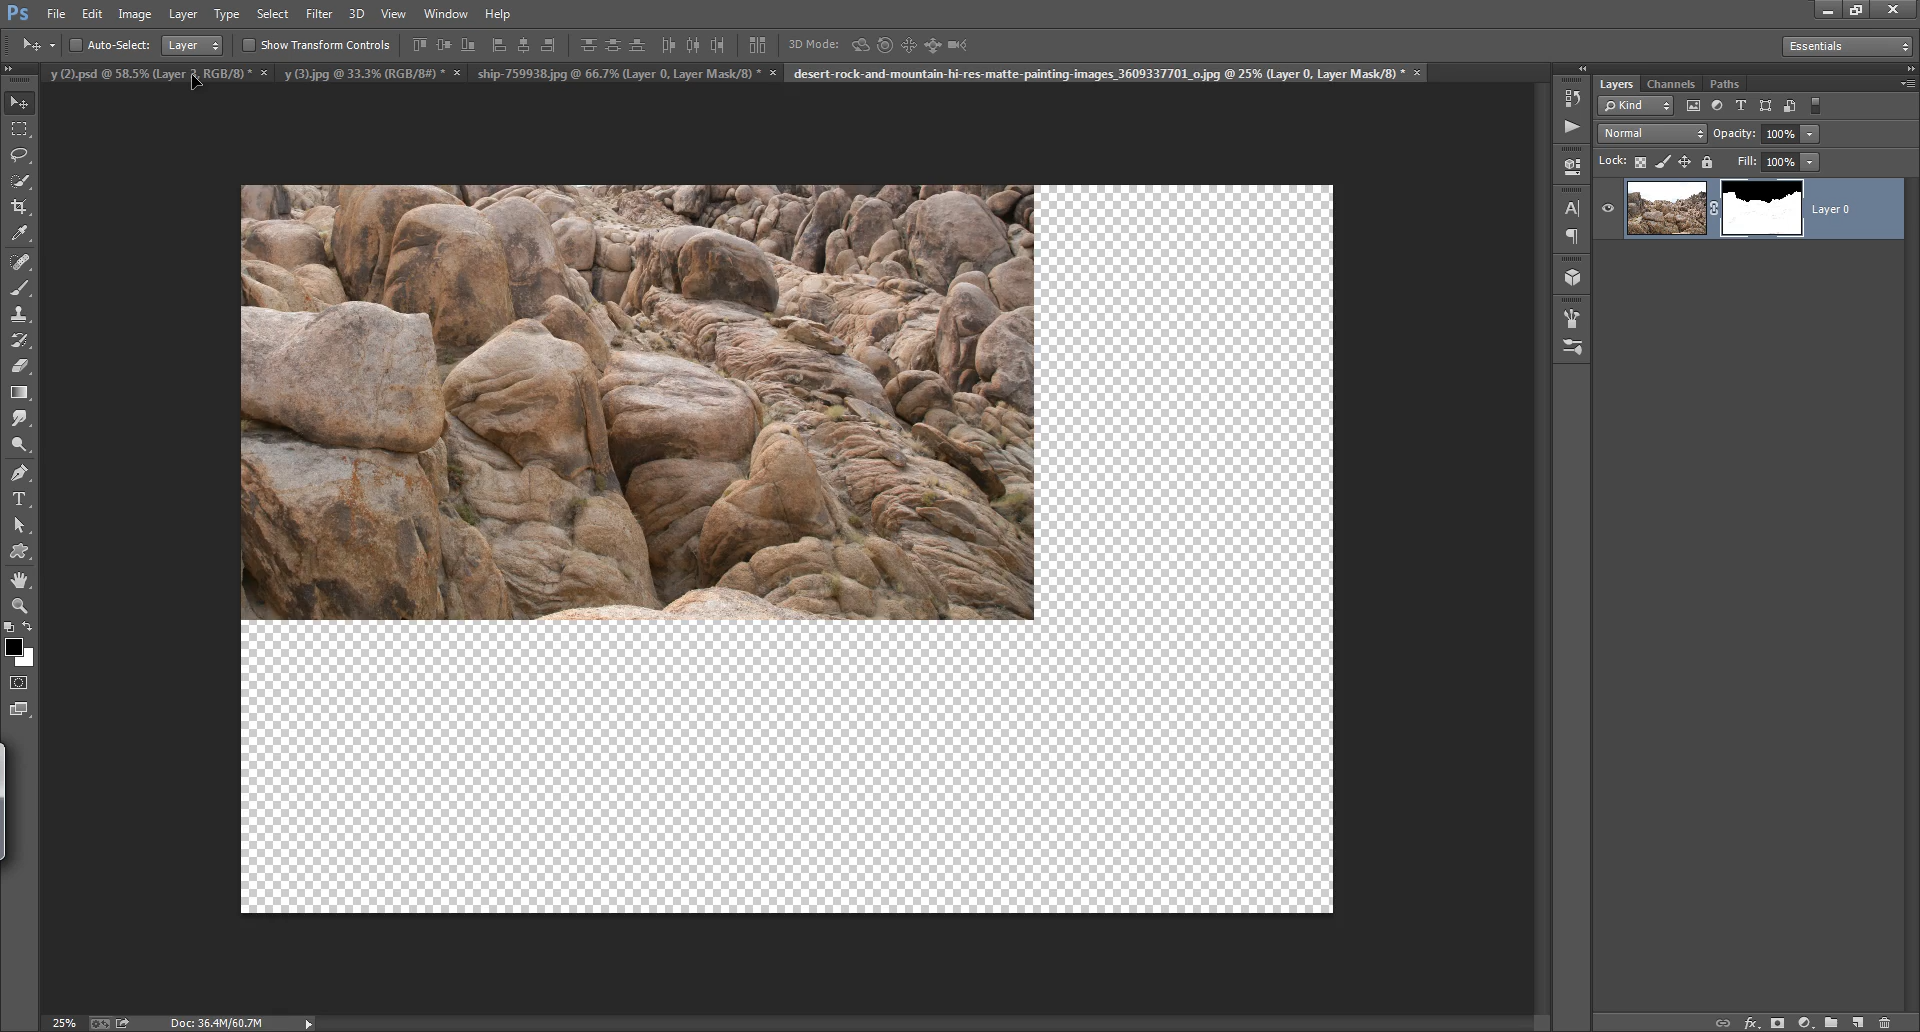 Ps File Edit Image Layer Type Select Filter 3D View Window Help
Auto-Select: Layer Show Transform Controls 3D Mode: Essentials
y (2).psd @ 58.5% (Layer 3, RGB/8) * × y (3).jpg @ 33.3% (RGB/8#) * × ship-759938.jpg @ 66.7% (Layer 0, Layer Mask/8) * × desert-rock-and-mountain-hi-res-matte-painting-images_3609337701_o.jpg @ 25% (Layer 0, Layer Mask/8) * ×
Layers Channels Paths
Kind
Normal Opacity: 100%
Lock: Fill: 100%
Layer 0
25% Doc: 36.4M/60.7M